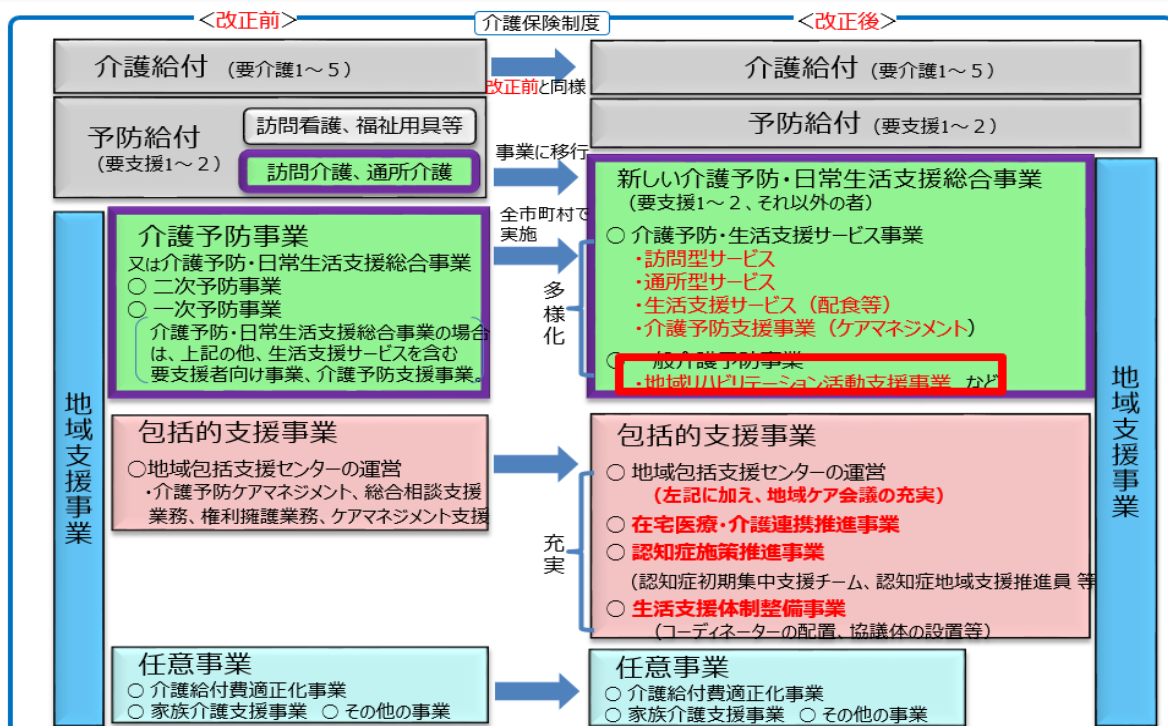 <改正前>
介護保険制度
<改正後>
介護給付 (要介護1～5)
改正前と同様
介護給付 (要介護1～5)
予防給付
(要支援1～2)
訪問看護、福祉用具等
訪問介護、通所介護
事業に移行
予防給付 (要支援1～2)
地域支援事業
介護予防事業
又は介護予防・日常生活支援総合事業
○ 二次予防事業
○ 一次予防事業
介護予防・日常生活支援総合事業の場合
は、上記の他、生活支援サービスを含む
要支援者向け事業、介護予防支援事業。
全市町村で
実施
多様化
新しい介護予防・日常生活支援総合事業
(要支援1～2、それ以外の者)
○ 介護予防・生活支援サービス事業
・訪問型サービス
・通所型サービス
・生活支援サービス（配食等）
・介護予防支援事業（ケアマネジメント）
○ 一般介護予防事業
・地域リハビリテーション活動支援事業 など
包括的支援事業
○地域包括支援センターの運営
・介護予防ケアマネジメント、総合相談支援
業務、権利擁護業務、ケアマネジメント支援
充実
包括的支援事業
○ 地域包括支援センターの運営
(左記に加え、地域ケア会議の充実)
○ 在宅医療・介護連携推進事業
○ 認知症施策推進事業
(認知症初期集中支援チーム、認知症地域支援推進員 等
○ 生活支援体制整備事業
(コーディネーターの配置、協議体の設置等)
任意事業
○ 介護給付費適正化事業
○ 家族介護支援事業 ○ その他の事業
任意事業
○ 介護給付費適正化事業
○ 家族介護支援事業 ○ その他の事業
地域支援事業